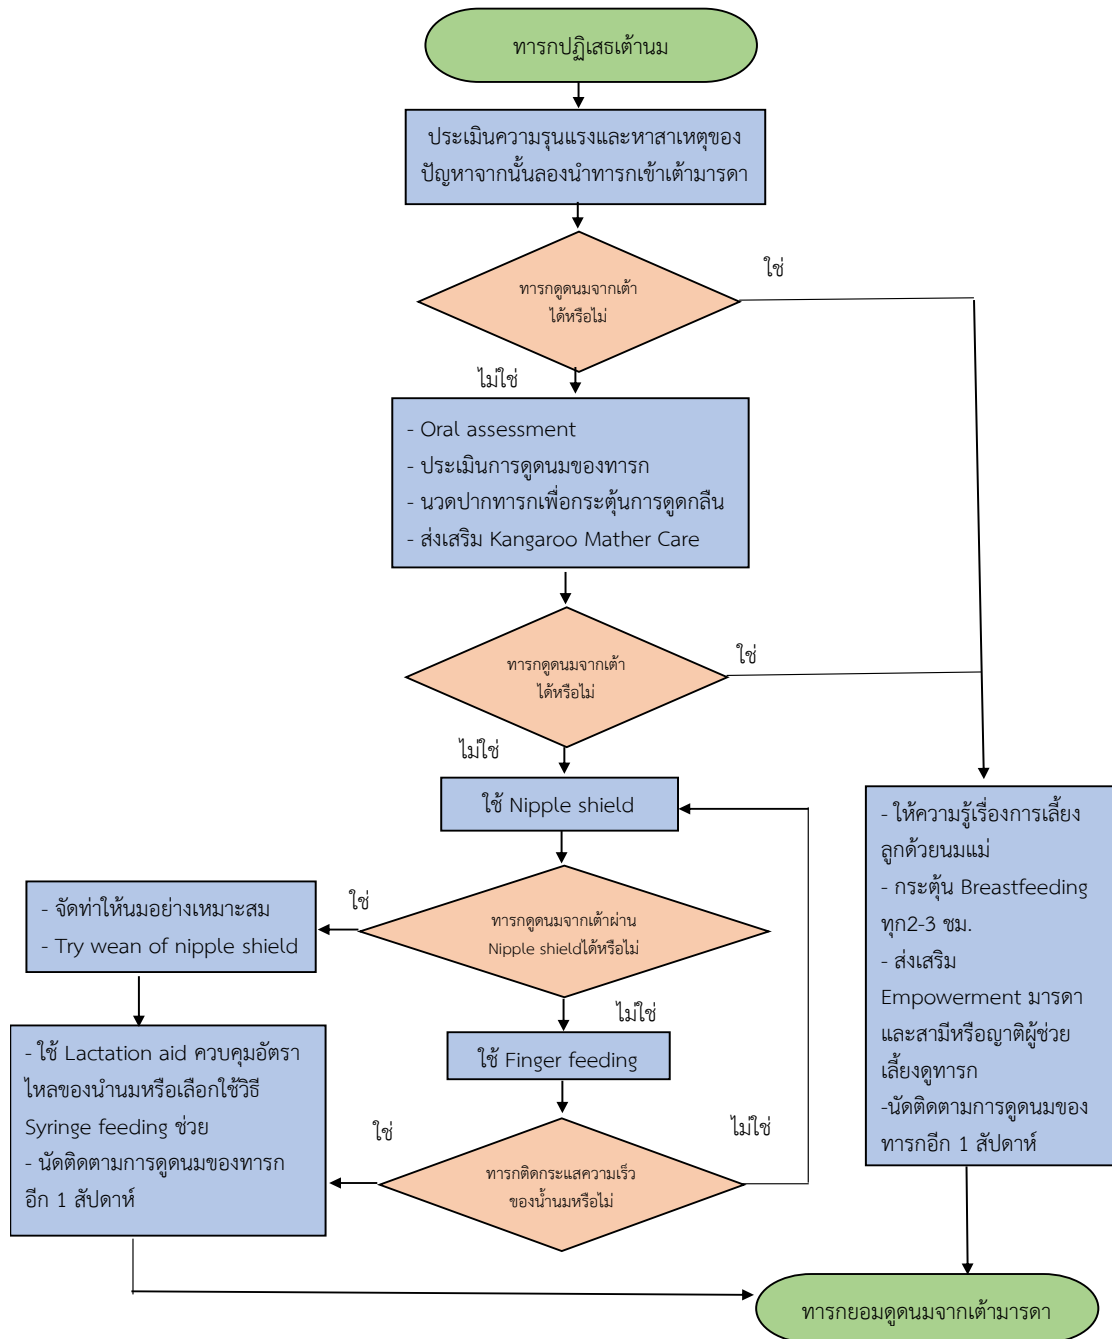 ทารกปฏิเสธเต้านม
ประเมินความรุนแรงและหาสาเหตุของ
ปัญหาจากนั้นลองนำทารกเข้าเต้ามารดา
ทารกดูดนมจากเต้า
ได้หรือไม่
ใช่
ไม่ใช่
- Oral assessment
- ประเมินการดูดนมของทารก
- นวดปากทารกเพื่อกระตุ้นการดูดกลืน
- ส่งเสริม Kangaroo Mather Care
ทารกดูดนมจากเต้า
ได้หรือไม่
ใช่
ไม่ใช่
ใช้ Nipple shield
ทารกดูดนมจากเต้าผ่าน
Nipple shieldได้หรือไม่
ใช่
- จัดท่าให้นมอย่างเหมาะสม
- Try wean of nipple shield
ไม่ใช่
ใช้ Finger feeding
ทารกติดกระแสความเร็ว
ของน้ำนมหรือไม่
ใช่
ไม่ใช่
- ใช้ Lactation aid ควบคุมอัตรา
ไหลของนำนมหรือเลือกใช้วิธี
Syringe feeding ช่วย
- นัดติดตามการดูดนมของทารก
อีก 1 สัปดาห์
- ให้ความรู้เรื่องการเลี้ยง
ลูกด้วยนมแม่
- กระตุ้น Breastfeeding
ทุก2-3 ชม.
- ส่งเสริม
Empowerment มารดา
และสามีหรือญาติผู้ช่วย
เลี้ยงดูทารก
-นัดติดตามการดูดนมของ
ทารกอีก 1 สัปดาห์
ทารกยอมดูดนมจากเต้ามารดา